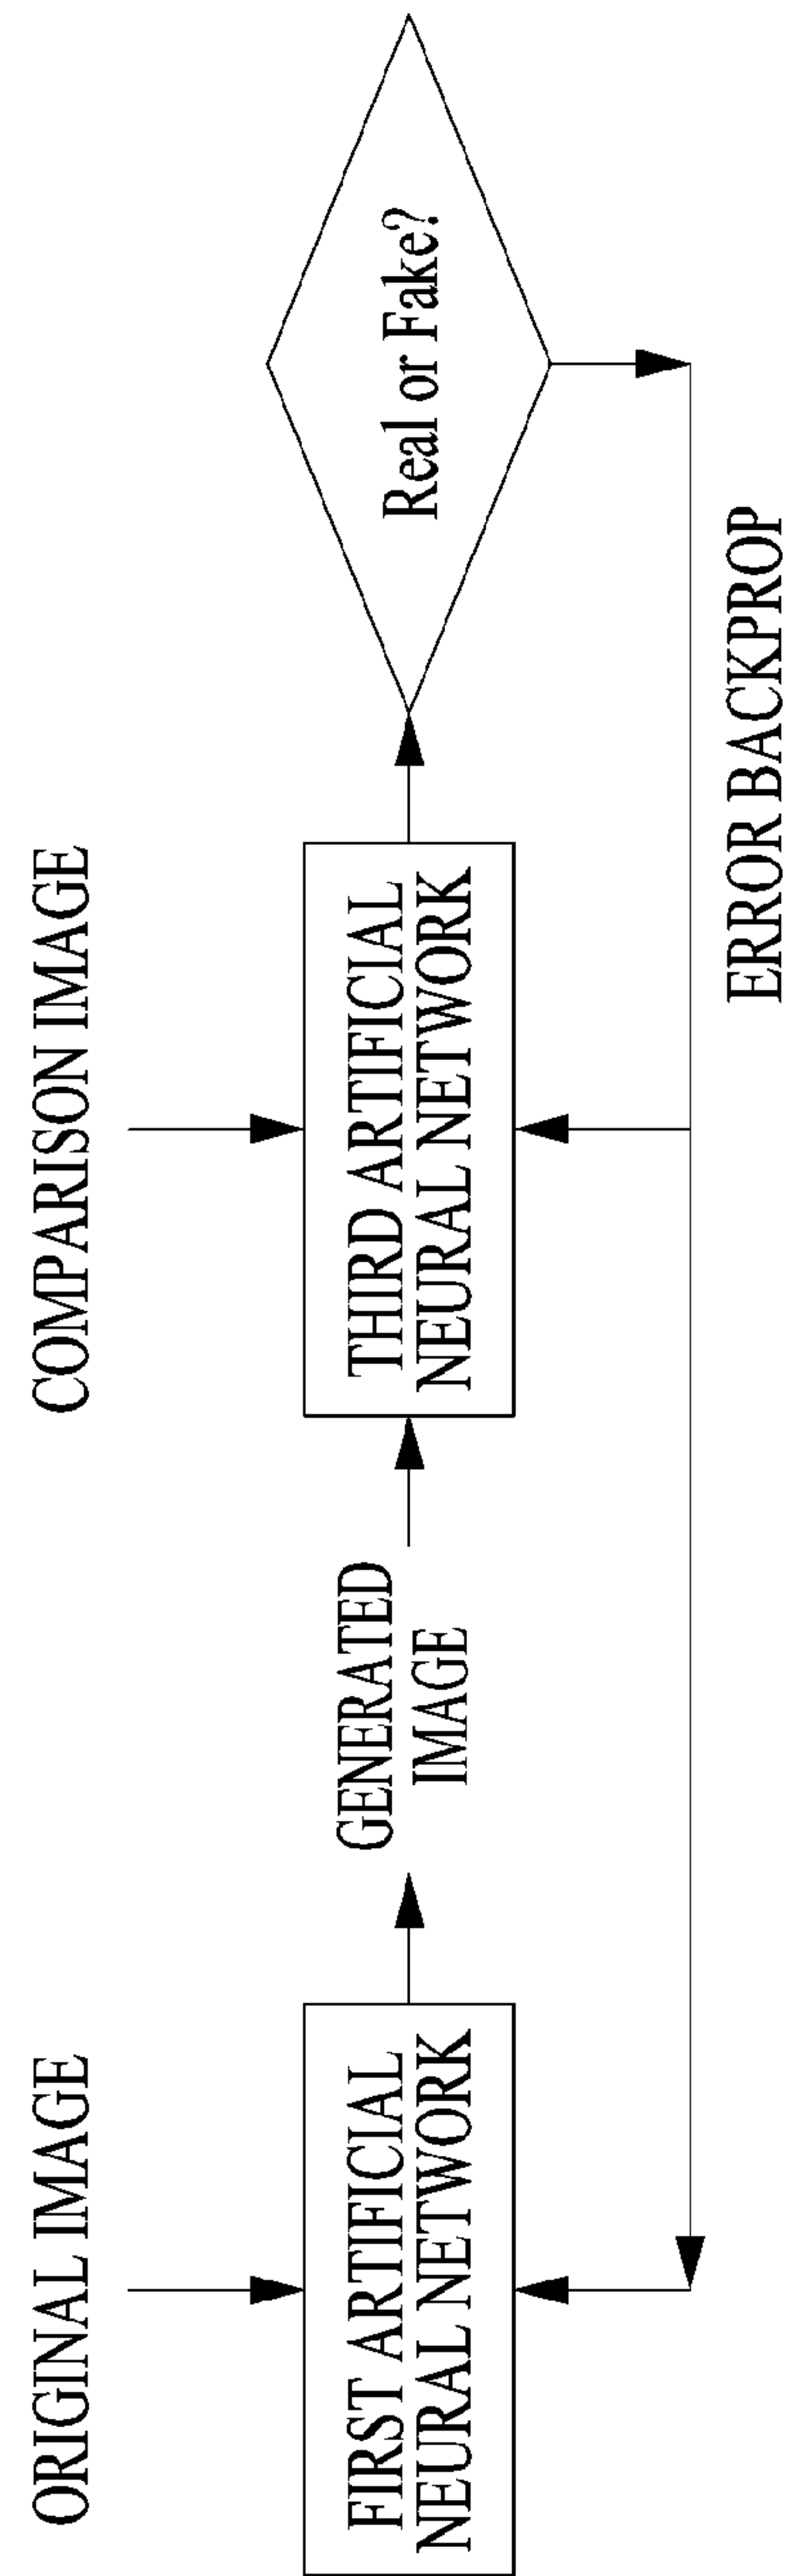 ORIGINAL IMAGE
COMPARISON IMAGE
FIRST ARTIFICIAL
NEURAL NETWORK
GENERATED
IMAGE
THIRD ARTIFICIAL
NEURAL NETWORK
Real or Fake?
ERROR BACKPROP